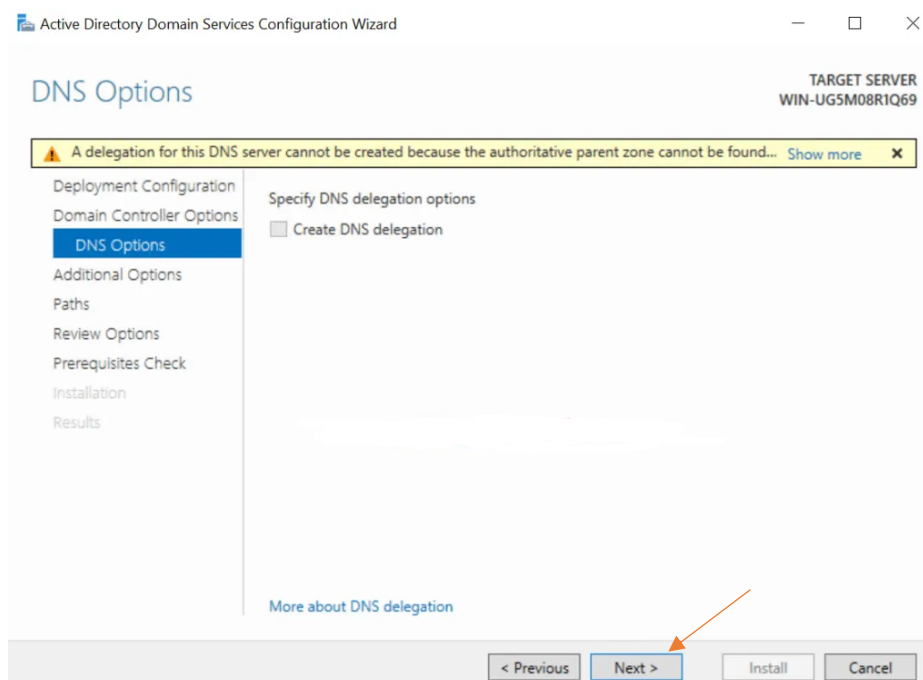 Active Directory Domain Services Configuration Wizard
DNS Options
TARGET SERVER
WIN-UG5M08R1Q69
A delegation for this DNS server cannot be created because the authoritative parent zone cannot be found... Show more
Deployment Configuration
Domain Controller Options
DNS Options
Additional Options
Paths
Review Options
Prerequisites Check
Installation
Results
Specify DNS delegation options
Create DNS delegation
More about DNS delegation
< Previous
Next >
Install
Cancel